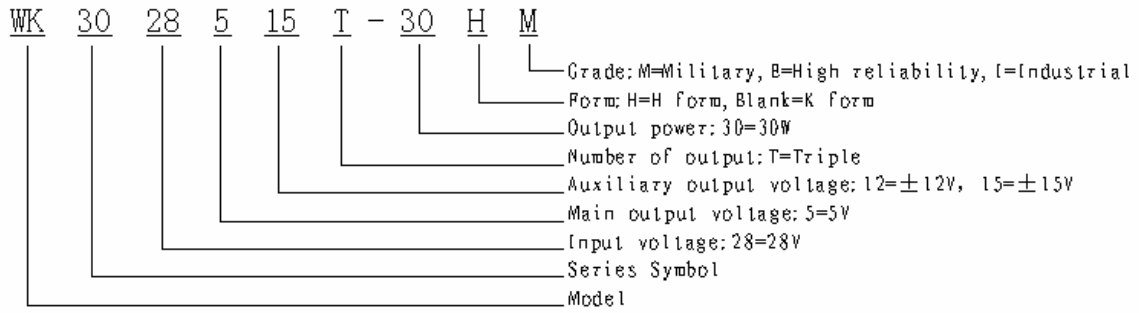 WK 30 28 5 15 T - 30 H M
Grade: M=Military, B=High reliability, I=Industrial
Form: H=H form, Blank=K form
Output power: 30=30W
Number of output: T=Triple
Auxiliary output voltage: 12=±12V, 15=±15V
Main output voltage: 5=5V
Input voltage: 28=28V
Series Symbol
Model